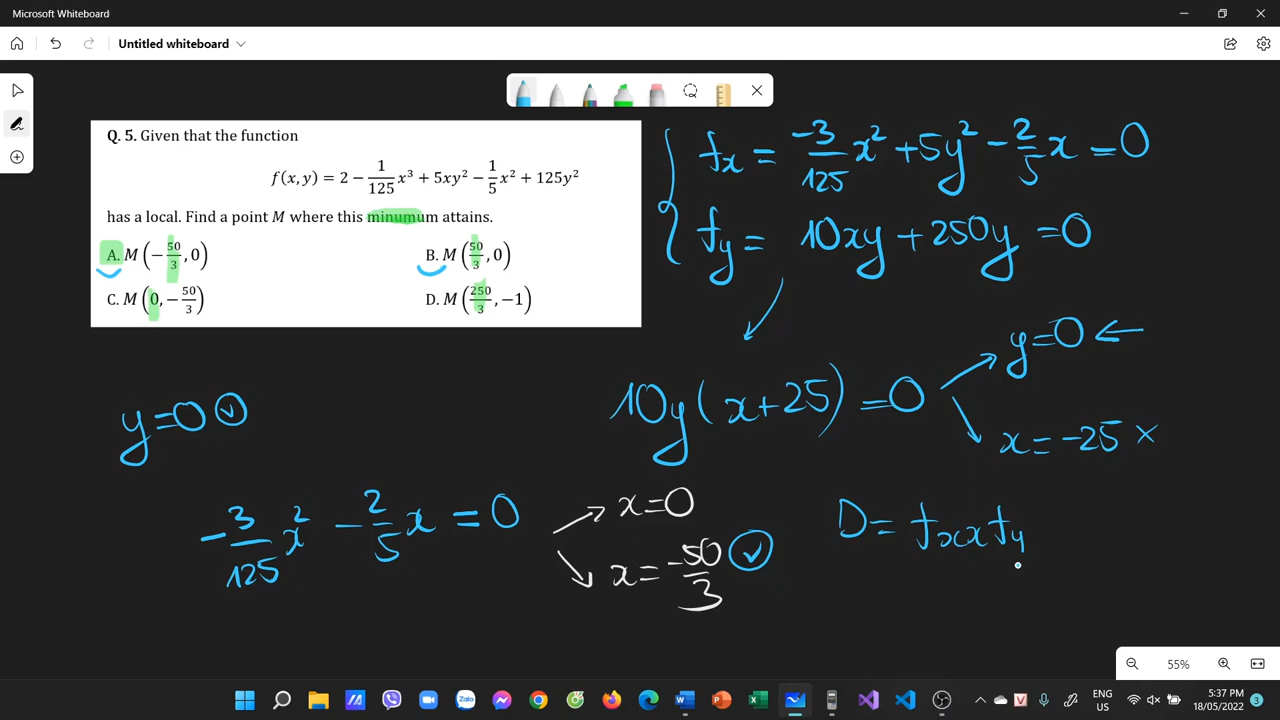 Microsoft Whiteboard
Untitled whiteboard
Q. 5. Given that the function
f(x, y) = 2 − 1/125 x³ + 5xy² − 1/5 x² + 125y²
has a local. Find a point M where this minumum attains.
A. M (−50/3, 0)
B. M (50/3, 0)
C. M (0, −50/3)
D. M (250/3, −1)
fx = -3/125 x² + 5y² - 2/5 x = 0
fy = 10xy + 250y = 0
10y(x+25) = 0
y=0
x = -25 ×
y=0
-3/125 x² - 2/5 x = 0
x=0
x = -50/3
D = fxx fy
55%
ENG
US
5:37 PM
18/05/2022
3
Zalo